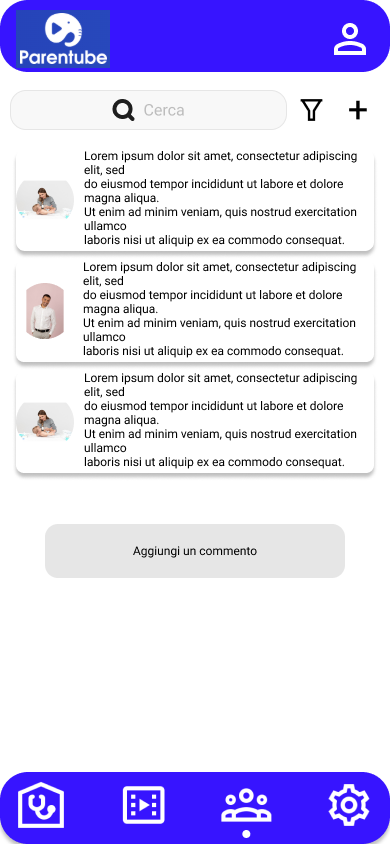 Parentube
Cerca
Lorem ipsum dolor sit amet, consectetur adipiscing
elit, sed
do eiusmod tempor incididunt ut labore et dolore
magna aliqua.
Ut enim ad minim veniam, quis nostrud exercitation
ullamco
laboris nisi ut aliquip ex ea commodo consequat.
Lorem ipsum dolor sit amet, consectetur adipiscing
elit, sed
do eiusmod tempor incididunt ut labore et dolore
magna aliqua.
Ut enim ad minim veniam, quis nostrud exercitation
ullamco
laboris nisi ut aliquip ex ea commodo consequat.
Lorem ipsum dolor sit amet, consectetur adipiscing
elit, sed
do eiusmod tempor incididunt ut labore et dolore
magna aliqua.
Ut enim ad minim veniam, quis nostrud exercitation
ullamco
laboris nisi ut aliquip ex ea commodo consequat.
Aggiungi un commento